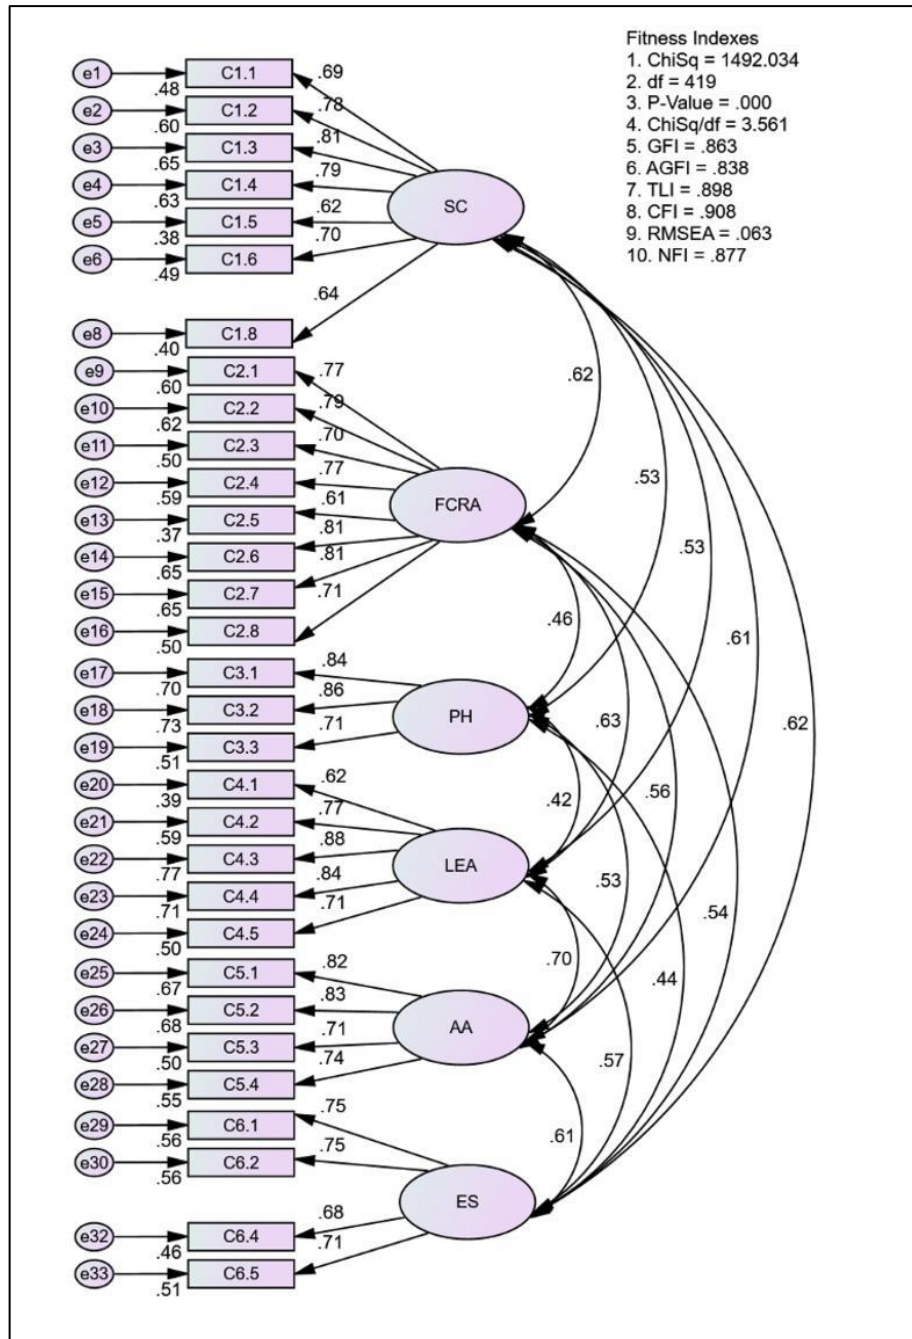 Fitness Indexes
1. ChiSq = 1492.034
2. df = 419
3. P-Value = .000
4. ChiSq/df = 3.561
5. GFI = .863
6. AGFI = .838
7. TLI = .898
8. CFI = .908
9. RMSEA = .063
10. NFI = .877
e1 C1.1 .69
.48
e2 C1.2 .78
.60
e3 C1.3 .81
.65
e4 C1.4 .79
.63
e5 C1.5 .62
.38
e6 C1.6 .70
.49
SC
.64
e8 C1.8
.40
e9 C2.1 .77
.60
e10 C2.2 .79
.62
e11 C2.3 .70
.50
e12 C2.4 .77
.59
e13 C2.5 .61
.37
e14 C2.6 .81
.65
e15 C2.7 .81
.65
e16 C2.8 .71
.50
FCRA
e17 C3.1 .84
.70
e18 C3.2 .86
.73
e19 C3.3 .71
.51
PH
e20 C4.1 .62
.39
e21 C4.2 .77
.59
e22 C4.3 .88
.77
e23 C4.4 .84
.71
e24 C4.5 .71
.50
LEA
e25 C5.1 .82
.67
e26 C5.2 .83
.68
e27 C5.3 .71
.50
e28 C5.4 .74
.55
AA
e29 C6.1 .75
.56
e30 C6.2 .75
.56
ES
e32 C6.4 .68
.46
e33 C6.5 .71
.51
.62
.53
.53
.46
.61
.63
.62
.56
.42
.53
.54
.70
.44
.57
.61